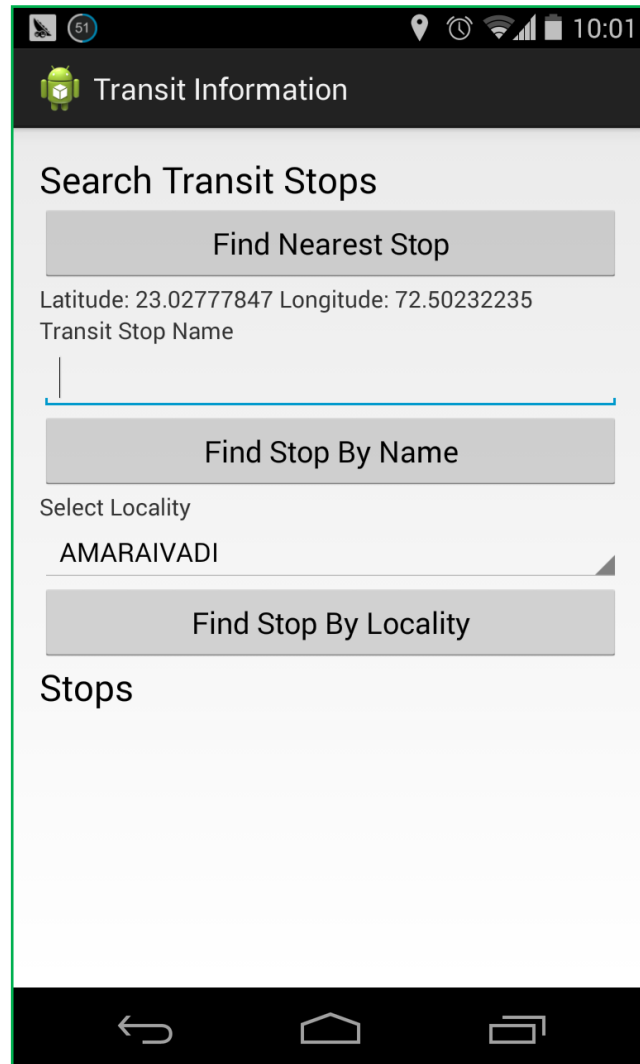 51
10:01
Transit Information
Search Transit Stops
Find Nearest Stop
Latitude: 23.02777847 Longitude: 72.50232235
Transit Stop Name
Find Stop By Name
Select Locality
AMARAIVADI
Find Stop By Locality
Stops